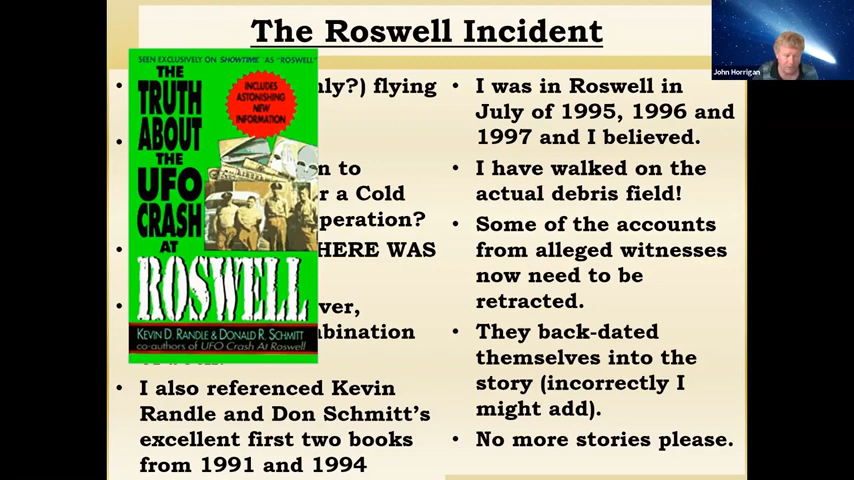 The Roswell Incident
John Horrigan
SEEN EXCLUSIVELY ON SHOWTIME AS "ROSWELL"
THE
TRUTH
ABOUT
THE
UFO
CRASH
AT
ROSWELL
INCLUDES
ASTONISHING
NEW
INFORMATION
KEVIN D. RANDLE & DONALD R. SCHMITT
co-authors of UFO Crash At Roswell
• nly?) flying
•
n to
r a Cold
peration?
• HERE WAS
• ver,
bination
• I also referenced Kevin
Randle and Don Schmitt's
excellent first two books
from 1991 and 1994
• I was in Roswell in
July of 1995, 1996 and
1997 and I believed.
• I have walked on the
actual debris field!
• Some of the accounts
from alleged witnesses
now need to be
retracted.
• They back-dated
themselves into the
story (incorrectly I
might add).
• No more stories please.